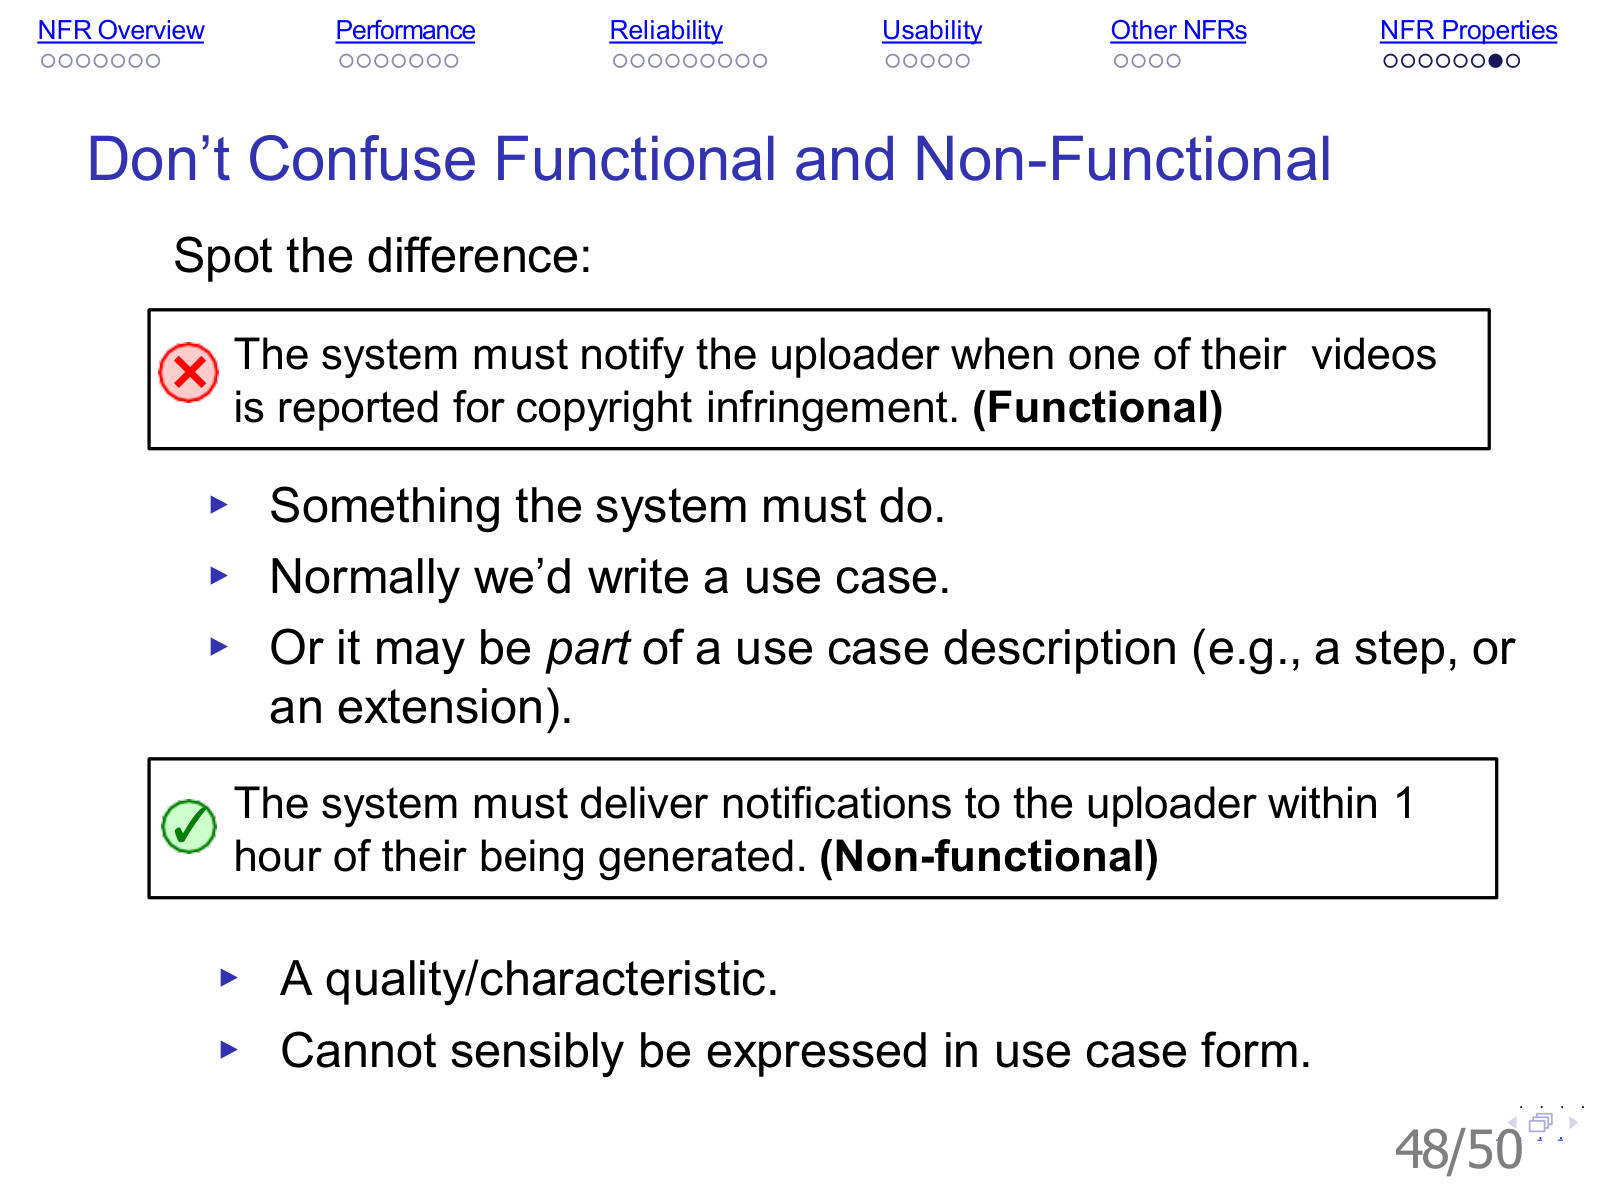 NFR Overview Performance Reliability Usability Other NFRs NFR Properties
Don’t Confuse Functional and Non-Functional
Spot the difference:
The system must notify the uploader when one of their videos
is reported for copyright infringement. (Functional)
Something the system must do.
Normally we’d write a use case.
Or it may be part of a use case description (e.g., a step, or
an extension).
The system must deliver notifications to the uploader within 1
hour of their being generated. (Non-functional)
A quality/characteristic.
Cannot sensibly be expressed in use case form.
48/50